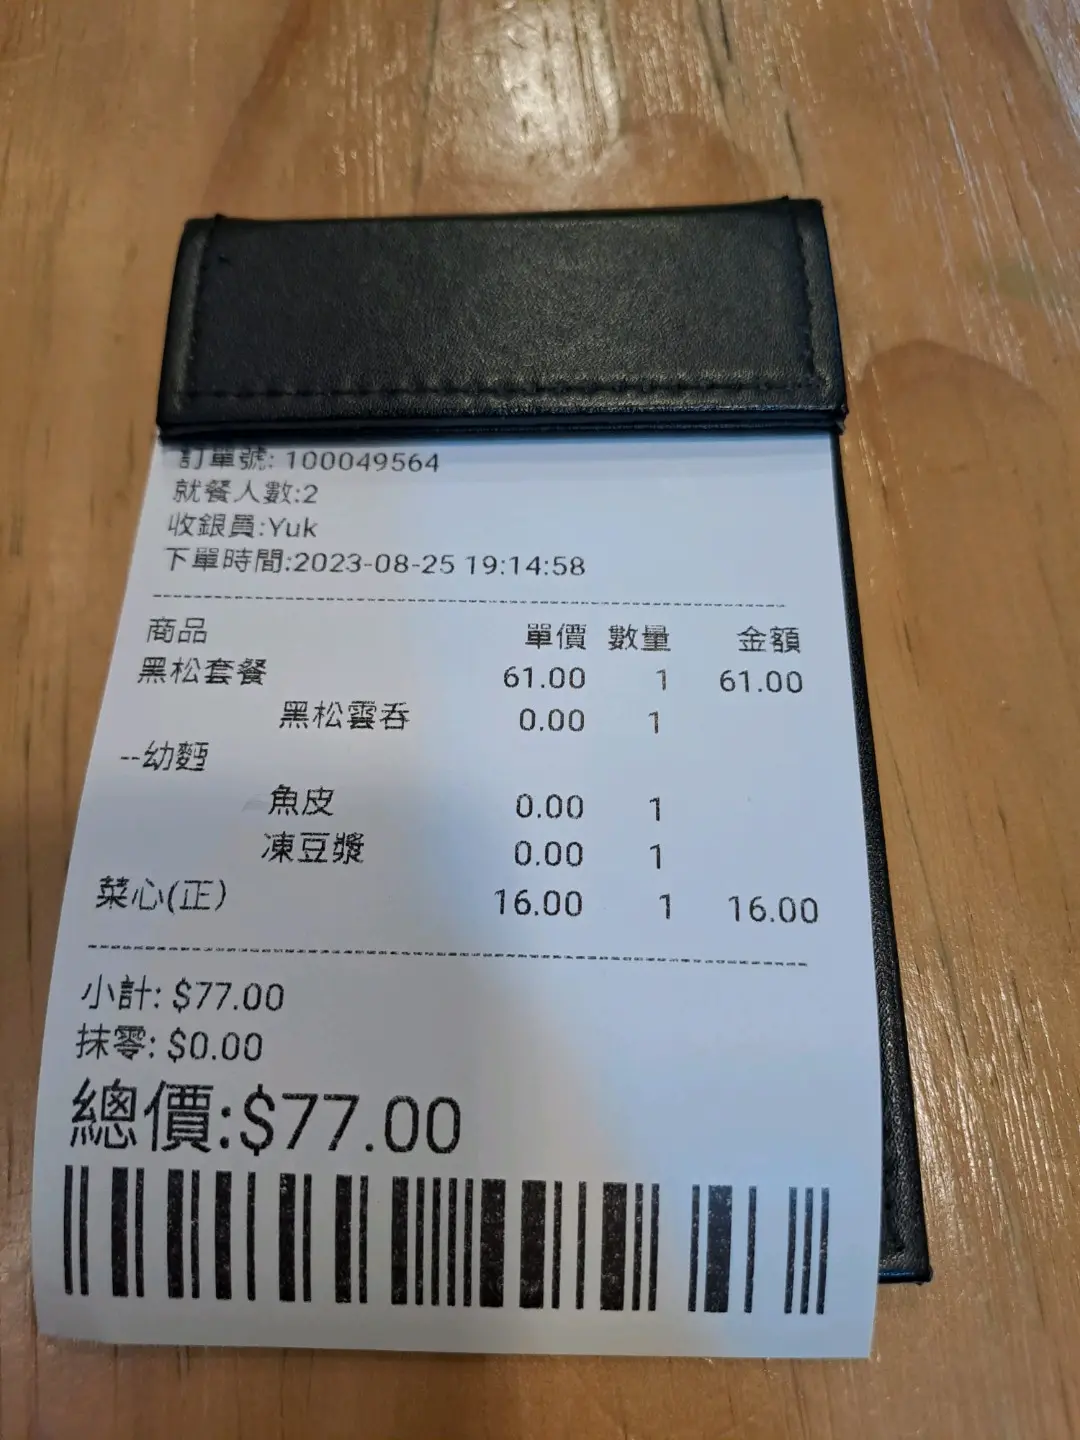 訂單號: 100049564
就餐人數:2
收銀員:Yuk
下單時間:2023-08-25 19:14:58
商品 單價 數量 金額
黑松套餐 61.00 1 61.00
黑松雲吞 0.00 1
--幼麵
魚皮 0.00 1
凍豆漿 0.00 1
菜心(正) 16.00 1 16.00
小計: $77.00
抹零: $0.00
總價:$77.00